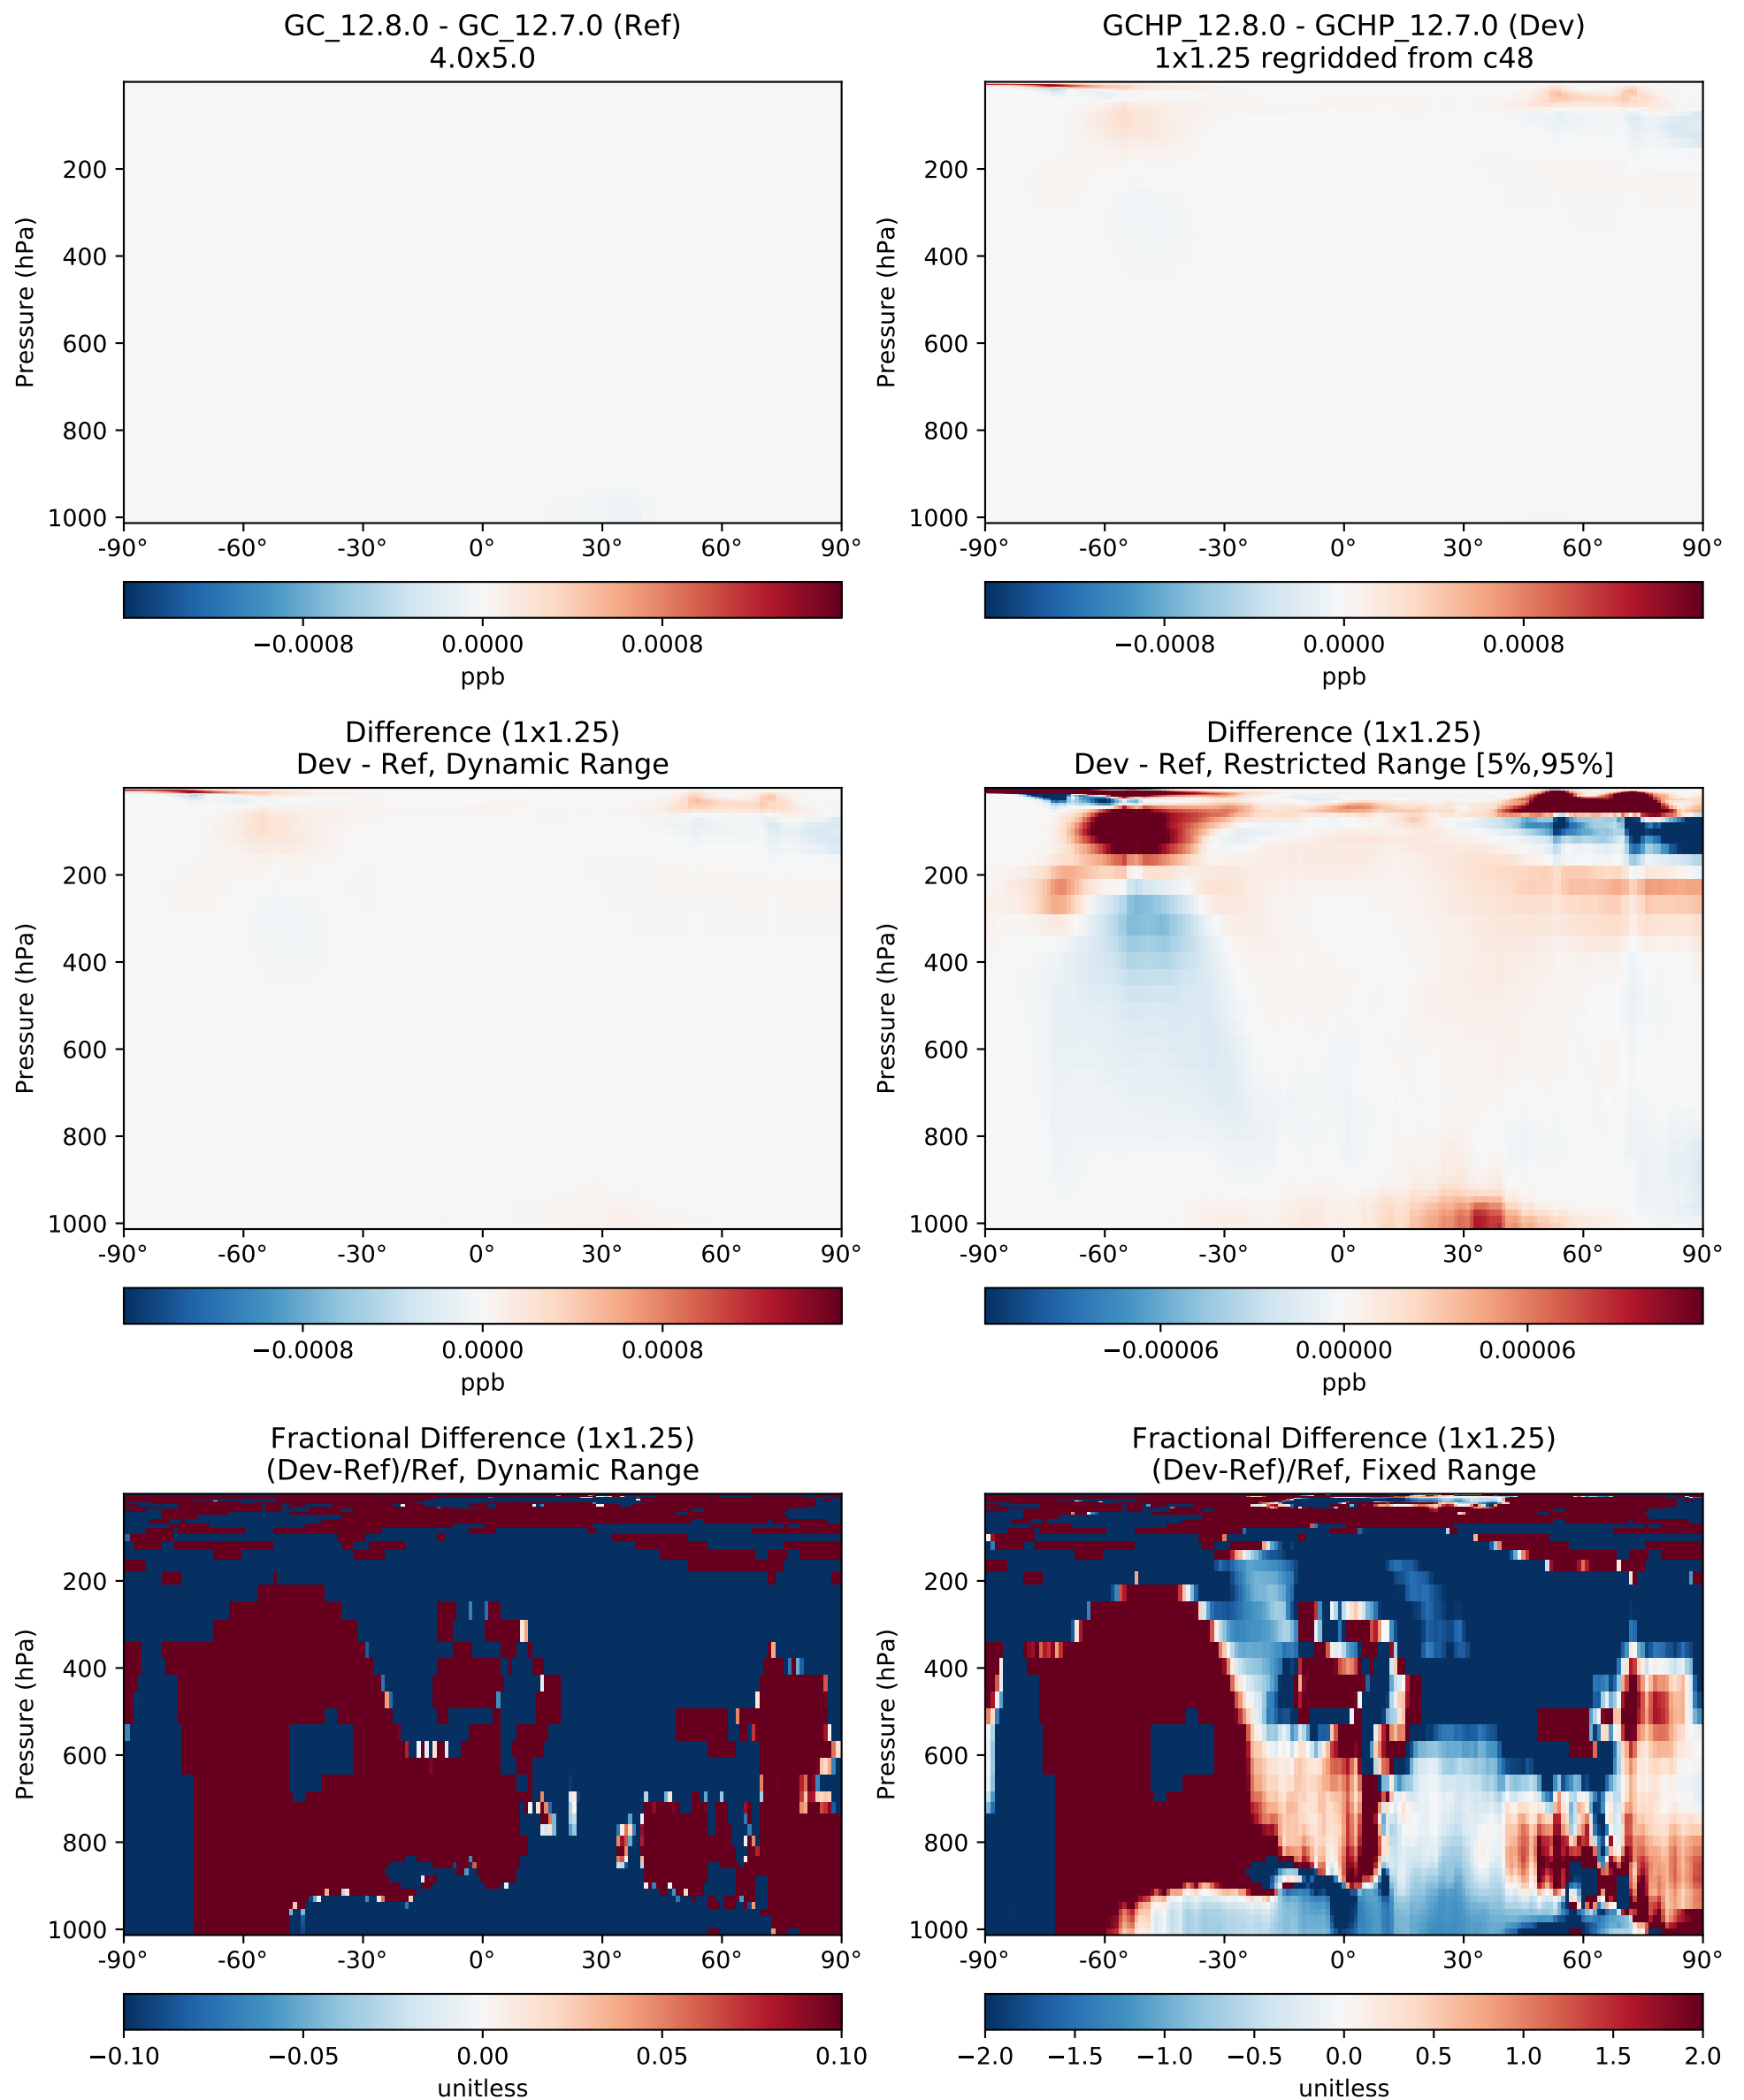 GC_12.8.0 - GC_12.7.0 (Ref)
4.0x5.0
Pressure (hPa)
200
400
600
800
1000
-90° -60° -30° 0° 30° 60° 90°
−0.0008 0.0000 0.0008
ppb
GCHP_12.8.0 - GCHP_12.7.0 (Dev)
1x1.25 regridded from c48
Pressure (hPa)
200
400
600
800
1000
-90° -60° -30° 0° 30° 60° 90°
−0.0008 0.0000 0.0008
ppb
Difference (1x1.25)
Dev - Ref, Dynamic Range
Pressure (hPa)
200
400
600
800
1000
-90° -60° -30° 0° 30° 60° 90°
−0.0008 0.0000 0.0008
ppb
Difference (1x1.25)
Dev - Ref, Restricted Range [5%,95%]
Pressure (hPa)
200
400
600
800
1000
-90° -60° -30° 0° 30° 60° 90°
−0.00006 0.00000 0.00006
ppb
Fractional Difference (1x1.25)
(Dev-Ref)/Ref, Dynamic Range
Pressure (hPa)
200
400
600
800
1000
-90° -60° -30° 0° 30° 60° 90°
−0.10 −0.05 0.00 0.05 0.10
unitless
Fractional Difference (1x1.25)
(Dev-Ref)/Ref, Fixed Range
Pressure (hPa)
200
400
600
800
1000
-90° -60° -30° 0° 30° 60° 90°
−2.0 −1.5 −1.0 −0.5 0.0 0.5 1.0 1.5 2.0
unitless